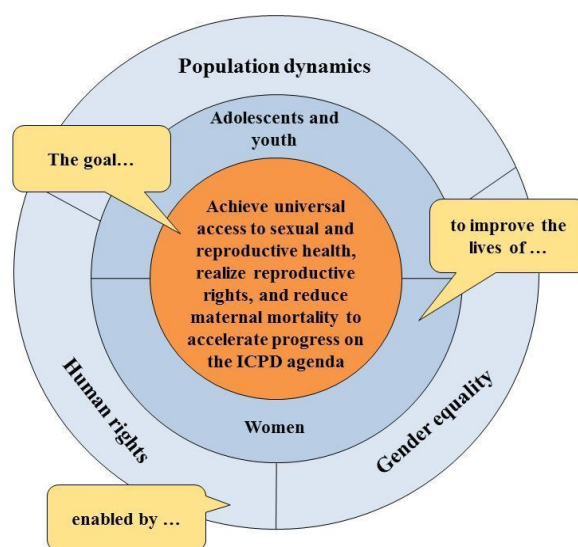 Population dynamics
Adolescents and
youth
The goal...
Achieve universal
access to sexual and
reproductive health,
realize reproductive
rights, and reduce
maternal mortality to
accelerate progress on
the ICPD agenda
to improve the
lives of ...
Women
Human rights
Gender equality
enabled by ...